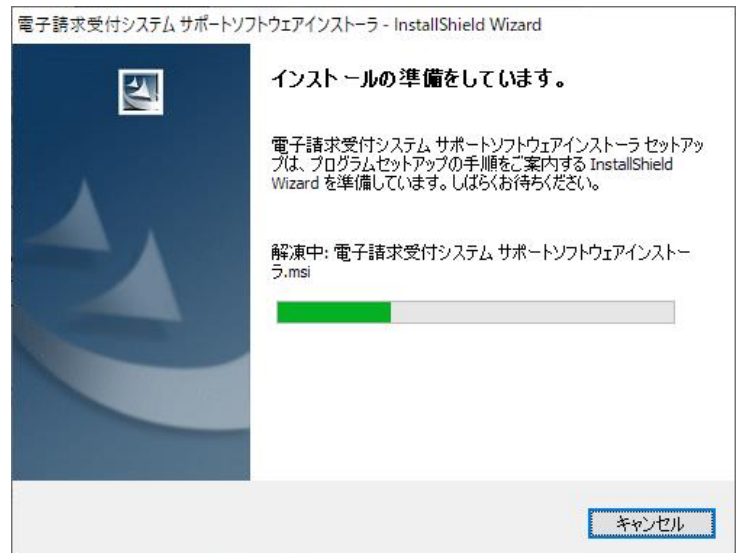 電子請求受付システム サポートソフトウェアインストーラ - InstallShield Wizard
インストールの準備をしています。
電子請求受付システム サポートソフトウェアインストーラ セットアッ
プは、プログラムセットアップの手順をご案内する InstallShield
Wizard を準備しています。しばらくお待ちください。
解凍中: 電子請求受付システム サポートソフトウェアインストー
ラ.msi
キャンセル